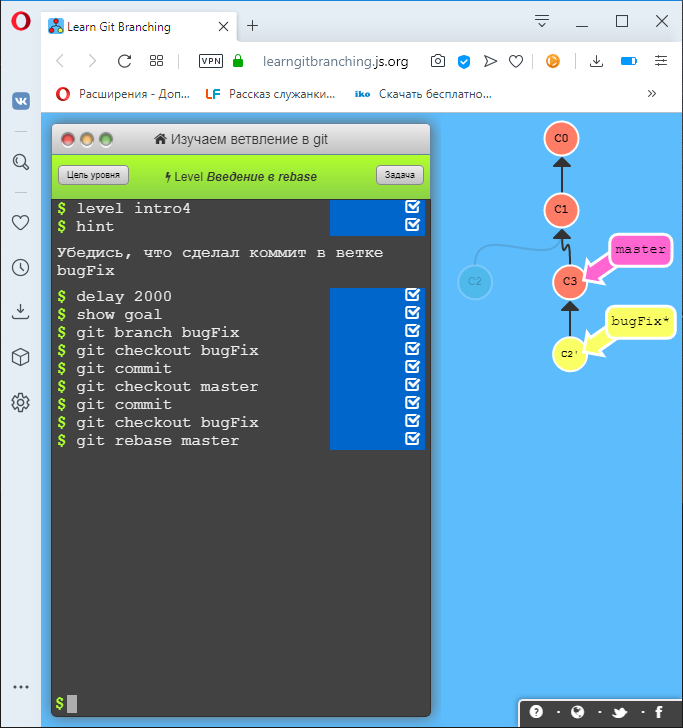 Learn Git Branching
VPN
learngitbranching.js.org
Расширения - Доп...
LF
Рассказ служанки...
iko
Скачать бесплатно...
»
Изучаем ветвление в git
Цель уровня
Level Введение в rebase
Задача
$ level intro4
$ hint
Убедись, что сделал коммит в ветке
bugFix
$ delay 2000
$ show goal
$ git branch bugFix
$ git checkout bugFix
$ git commit
$ git checkout master
$ git commit
$ git checkout bugFix
$ git rebase master
$
C0
C1
master
C2
C3
bugFix*
C2'